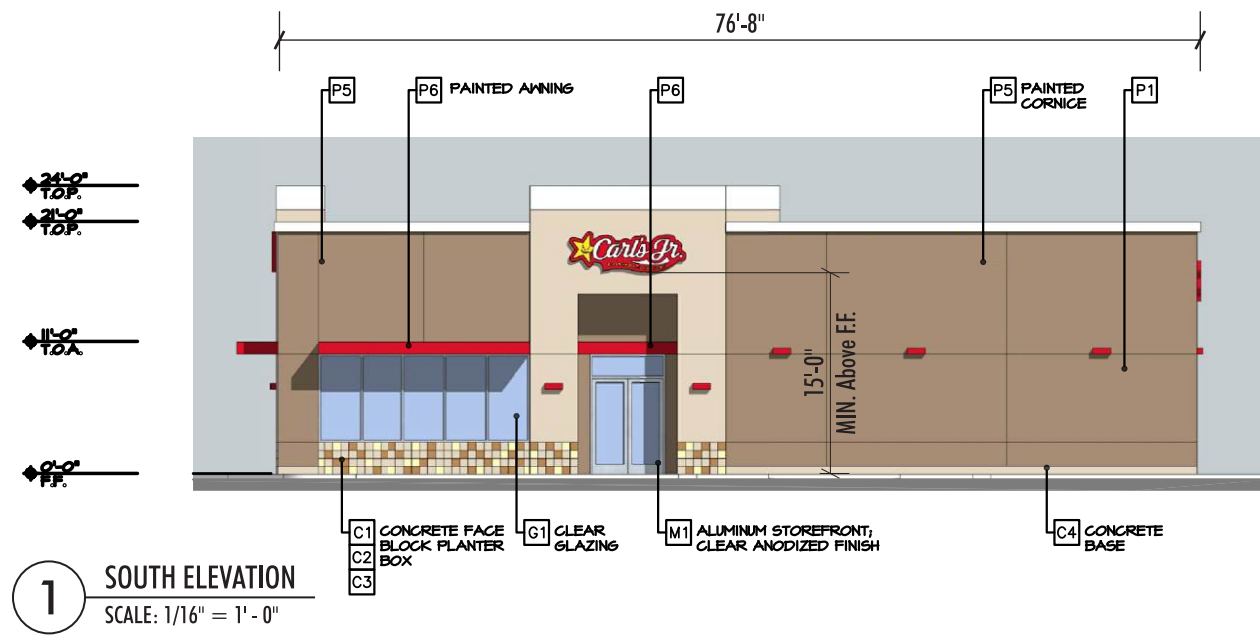 76'-8"
P5
P6 PAINTED AWNING
P6
P5 PAINTED
CORNICE
P1
24'-0"
T.O.P.
21'-0"
T.O.P.
Carl's Jr.
11'-0"
T.O.A.
15'-0"
MIN. Above F.F.
0'-0"
F.F.
C1 CONCRETE FACE
BLOCK PLANTER
C2 BOX
C3
G1 CLEAR
GLAZING
M1 ALUMINUM STOREFRONT;
CLEAR ANODIZED FINISH
C4 CONCRETE
BASE
1
SOUTH ELEVATION
SCALE: 1/16" = 1' - 0"